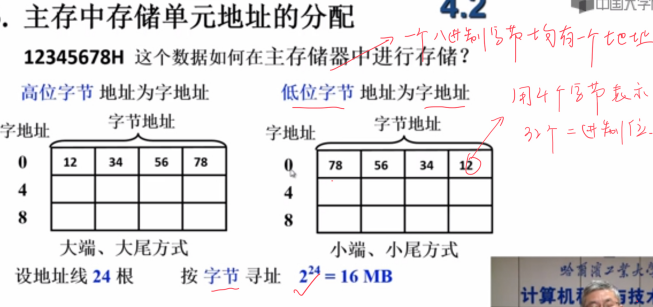 . 主存中存储单元地址的分配
4.2
中国大学
12345678H 这个数据如何在主存储器中进行存储？
一个八进制字节均有一个地址
高位字节 地址为字地址
低位字节 地址为字地址
用4个字节表示
32个二进制位
字地址
字节地址
字地址
字节地址
0 12 34 56 78
0 78 56 34 12
4
4
8
8
大端、大尾方式
小端、小尾方式
设地址线 24 根 按 字节 寻址 2²⁴ = 16 MB
哈尔滨工业大学
计算机
与技术